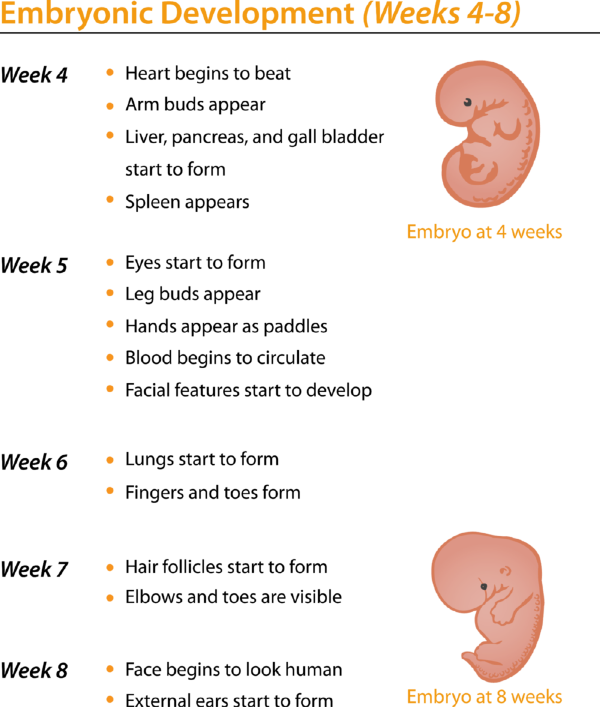 Embryonic Development (Weeks 4-8)
Week 4
• Heart begins to beat
• Arm buds appear
• Liver, pancreas, and gall bladder
start to form
• Spleen appears
Embryo at 4 weeks
Week 5
• Eyes start to form
• Leg buds appear
• Hands appear as paddles
• Blood begins to circulate
• Facial features start to develop
Week 6
• Lungs start to form
• Fingers and toes form
Week 7
• Hair follicles start to form
• Elbows and toes are visible
Week 8
• Face begins to look human
• External ears start to form
Embryo at 8 weeks